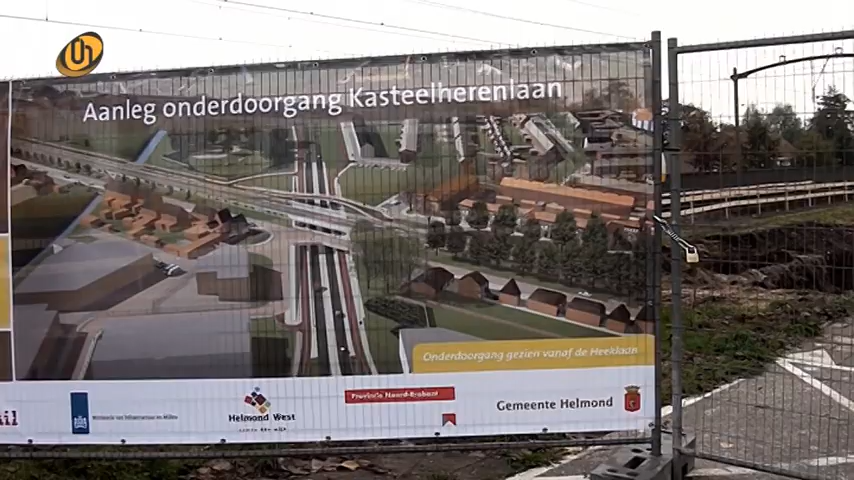 Aanleg onderdoorgang Kasteelherenlaan
Onderdoorgang gezien vanaf de Heeklaan
Helmond West
Provincie Noord-Brabant
Gemeente Helmond